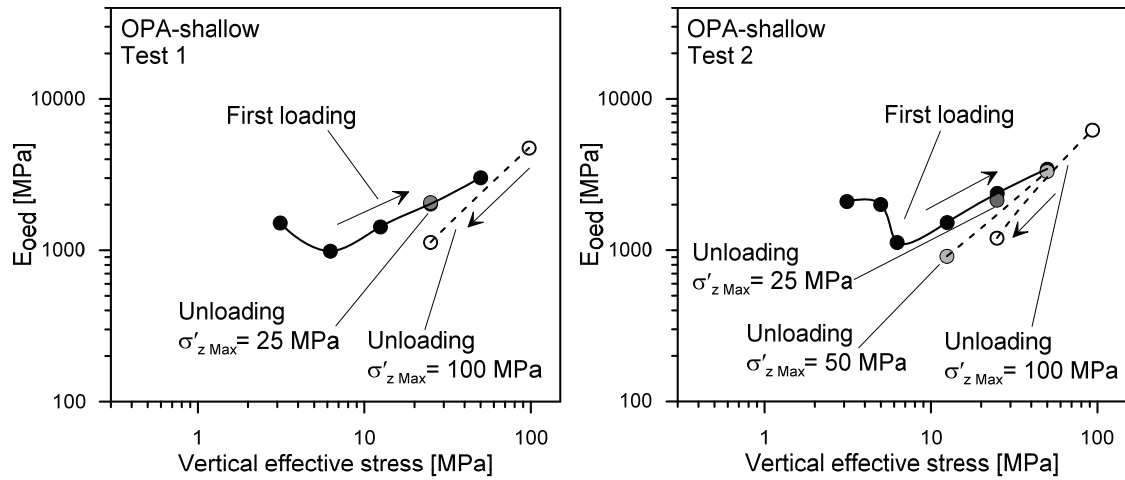 OPA-shallow
Test 1
First loading
Unloading
σ'z Max= 25 MPa
Unloading
σ'z Max= 100 MPa
10000
1000
100
Eoed [MPa]
1
10
100
Vertical effective stress [MPa]
OPA-shallow
Test 2
First loading
Unloading
σ'z Max= 25 MPa
Unloading
σ'z Max= 50 MPa
Unloading
σ'z Max= 100 MPa
10000
1000
100
Eoed [MPa]
1
10
100
Vertical effective stress [MPa]